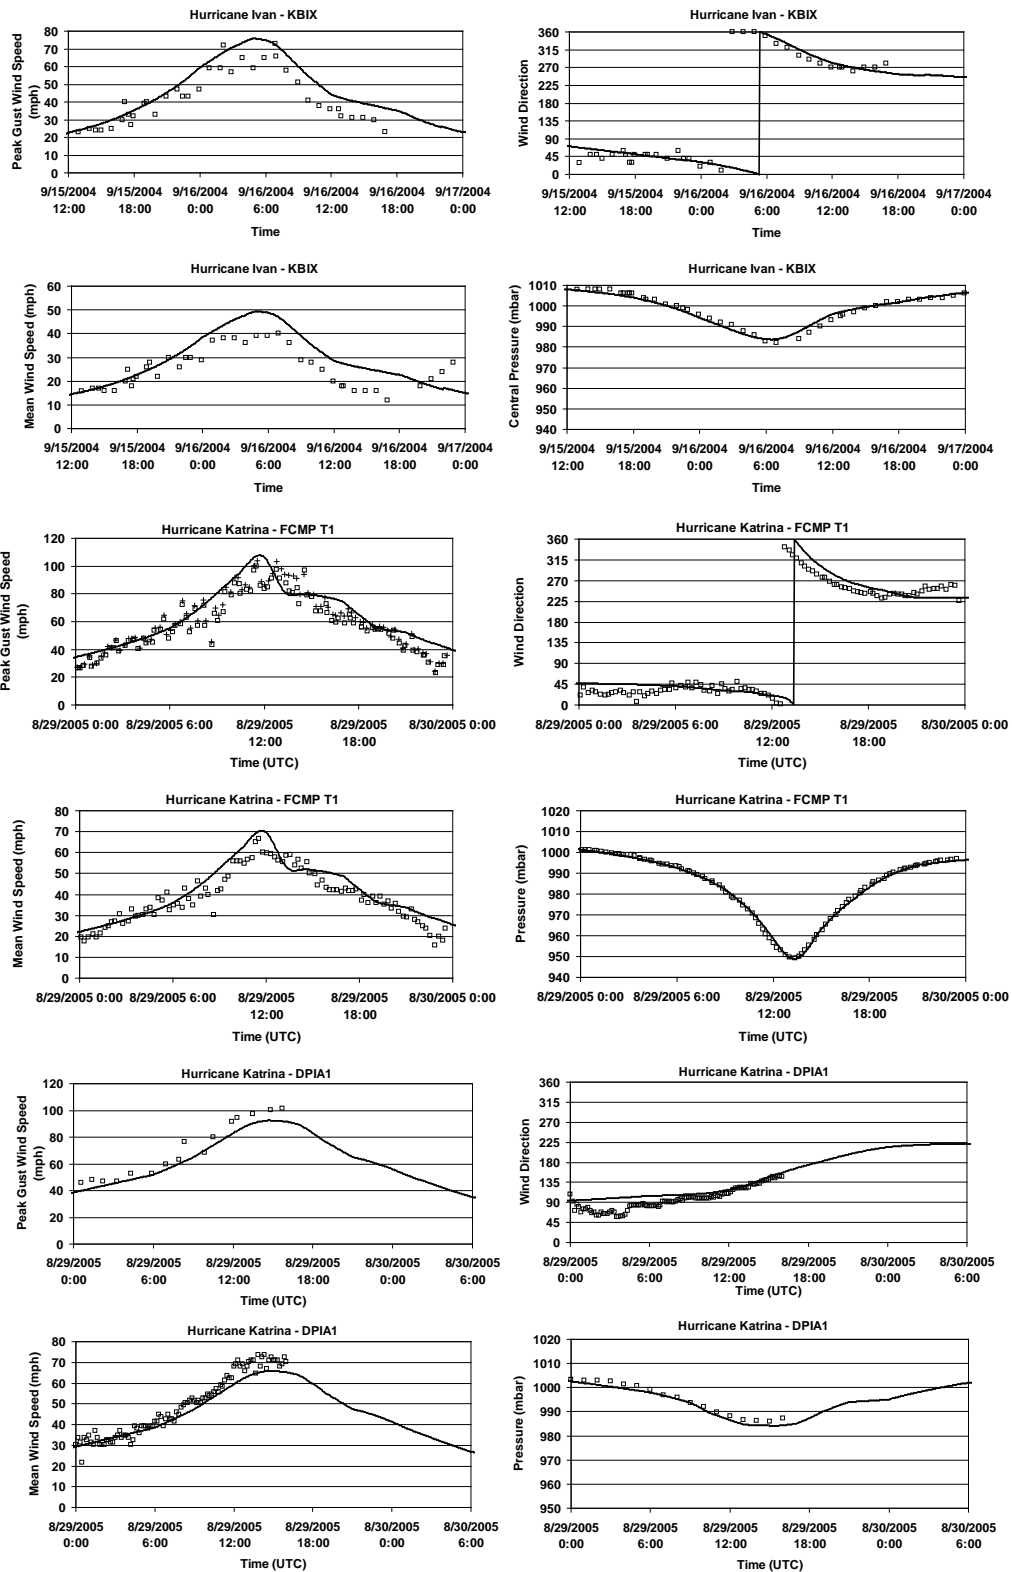 Hurricane Ivan - KBIX
Peak Gust Wind Speed
(mph)
80
70
60
50
40
30
20
10
0
9/15/2004 9/15/2004 9/16/2004 9/16/2004 9/16/2004 9/16/2004 9/17/2004
12:00 18:00 0:00 6:00 12:00 18:00 0:00
Time
Hurricane Ivan - KBIX
Wind Direction
360
315
270
225
180
135
90
45
0
9/15/2004 9/15/2004 9/16/2004 9/16/2004 9/16/2004 9/16/2004 9/17/2004
12:00 18:00 0:00 6:00 12:00 18:00 0:00
Time
Hurricane Ivan - KBIX
Mean Wind Speed (mph)
60
50
40
30
20
10
0
9/15/2004 9/15/2004 9/16/2004 9/16/2004 9/16/2004 9/16/2004 9/17/2004
12:00 18:00 0:00 6:00 12:00 18:00 0:00
Time
Hurricane Ivan - KBIX
Central Pressure (mbar)
1010
1000
990
980
970
960
950
940
9/15/2004 9/15/2004 9/16/2004 9/16/2004 9/16/2004 9/16/2004 9/17/2004
12:00 18:00 0:00 6:00 12:00 18:00 0:00
Time
Hurricane Katrina - FCMP T1
Peak Gust Wind Speed
(mph)
120
100
80
60
40
20
0
8/29/2005 0:00 8/29/2005 6:00 8/29/2005 8/29/2005 8/30/2005 0:00
12:00 18:00
Time (UTC)
Hurricane Katrina - FCMP T1
Wind Direction
360
315
270
225
180
135
90
45
0
8/29/2005 0:00 8/29/2005 6:00 8/29/2005 8/29/2005 8/30/2005 0:00
12:00 18:00
Time (UTC)
Hurricane Katrina - FCMP T1
Mean Wind Speed (mph)
80
70
60
50
40
30
20
10
0
8/29/2005 0:00 8/29/2005 6:00 8/29/2005 8/29/2005 8/30/2005 0:00
12:00 18:00
Time (UTC)
Hurricane Katrina - FCMP T1
Pressure (mbar)
1020
1010
1000
990
980
970
960
950
940
8/29/2005 0:00 8/29/2005 6:00 8/29/2005 8/29/2005 8/30/2005 0:00
12:00 18:00
Time (UTC)
Hurricane Katrina - DPIA1
Peak Gust Wind Speed
(mph)
120
100
80
60
40
20
0
8/29/2005 8/29/2005 8/29/2005 8/29/2005 8/30/2005 8/30/2005
0:00 6:00 12:00 18:00 0:00 6:00
Time (UTC)
Hurricane Katrina - DPIA1
Wind Direction
360
315
270
225
180
135
90
45
0
8/29/2005 8/29/2005 8/29/2005 8/29/2005 8/30/2005 8/30/2005
0:00 6:00 12:00 18:00 0:00 6:00
Time (UTC)
Hurricane Katrina - DPIA1
Mean Wind Speed (mph)
80
70
60
50
40
30
20
10
0
8/29/2005 8/29/2005 8/29/2005 8/29/2005 8/30/2005 8/30/2005
0:00 6:00 12:00 18:00 0:00 6:00
Time (UTC)
Hurricane Katrina - DPIA1
Pressure (mbar)
1020
1010
1000
990
980
970
960
950
8/29/2005 8/29/2005 8/29/2005 8/29/2005 8/30/2005 8/30/2005
0:00 6:00 12:00 18:00 0:00 6:00
Time (UTC)